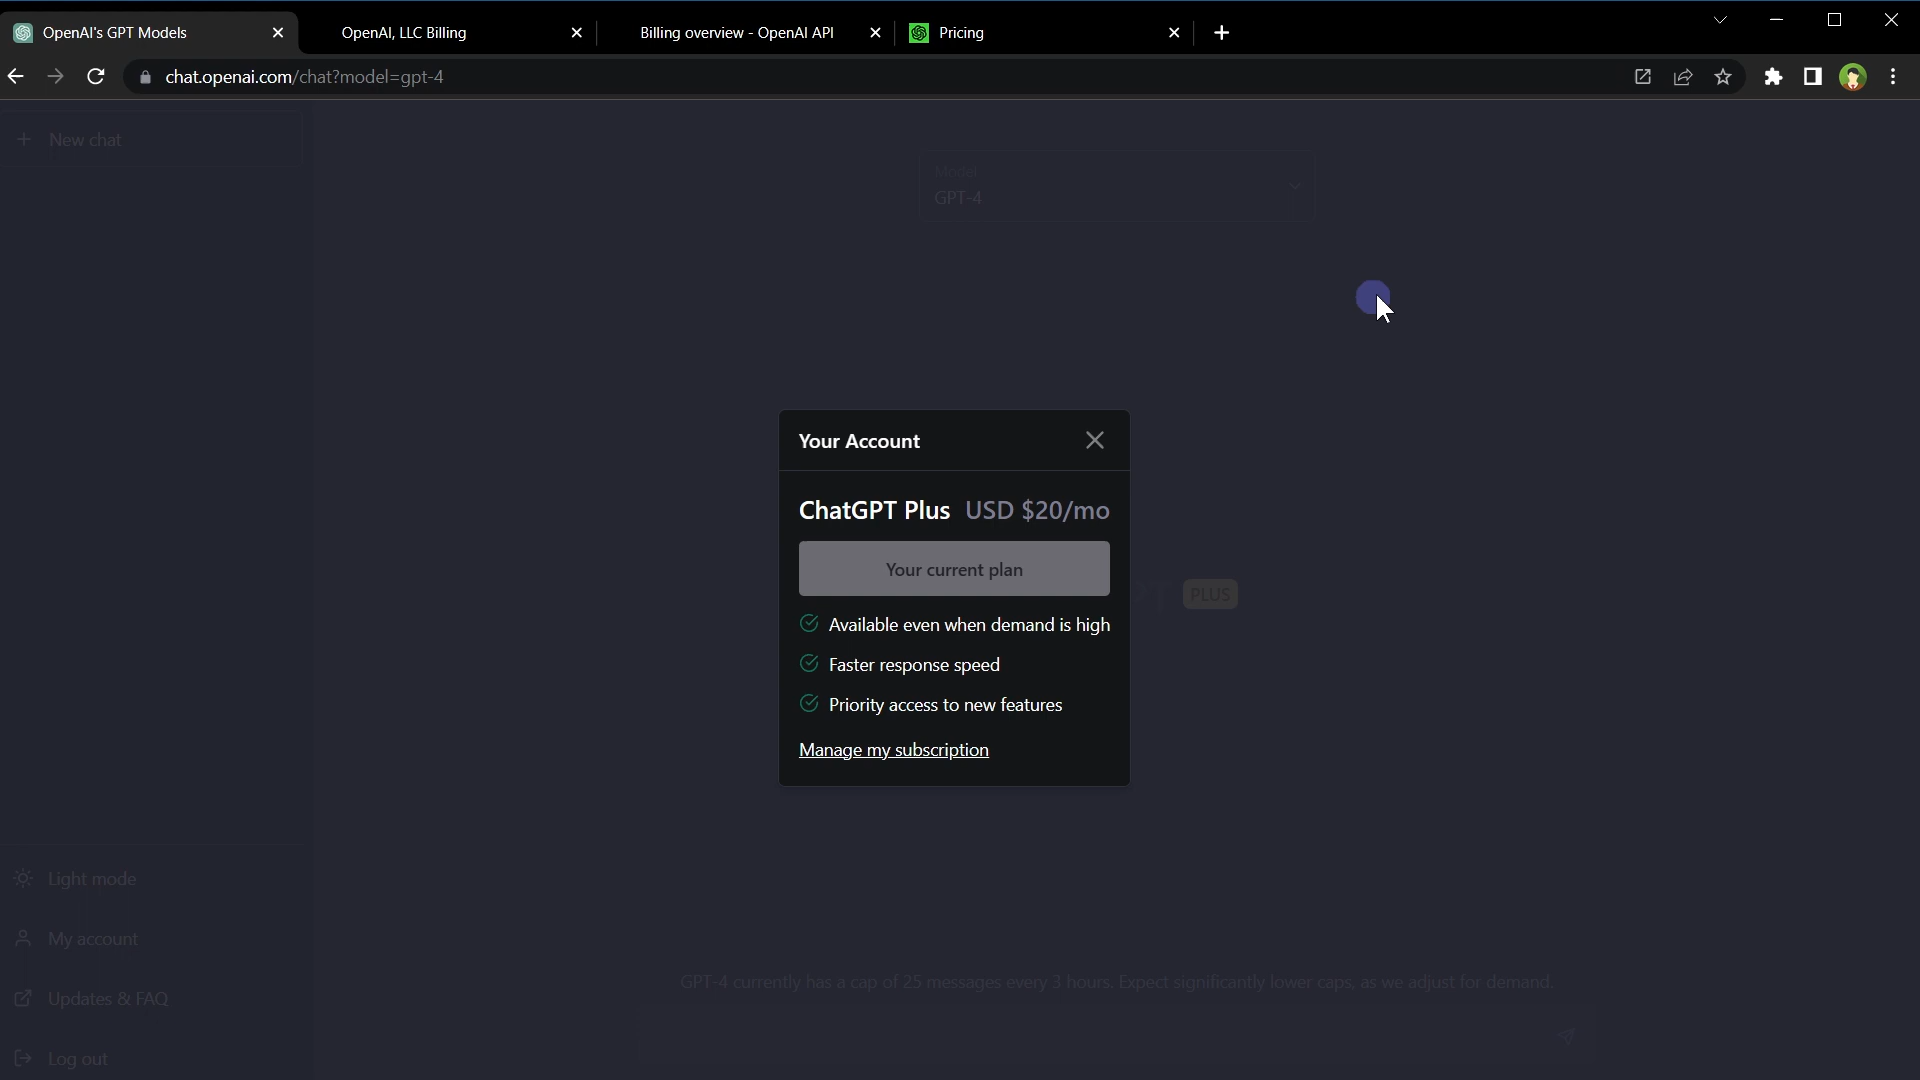 OpenAI's GPT Models
OpenAI, LLC Billing
Billing overview - OpenAI API
Pricing
chat.openai.com/chat?model=gpt-4
New chat
Model
GPT-4
Your Account
ChatGPT Plus USD $20/mo
Your current plan
PLUS
Available even when demand is high
Faster response speed
Priority access to new features
Manage my subscription
Light mode
My account
Updates & FAQ
Log out
GPT-4 currently has a cap of 25 messages every 3 hours. Expect significantly lower caps, as we adjust for demand.